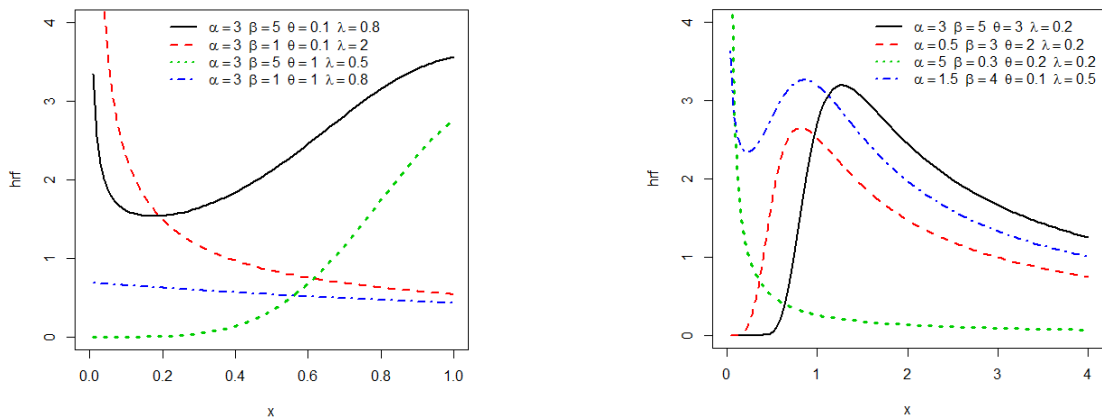 hrf
4
3
2
1
0
α=3 β=5 θ=0.1 λ=0.8
α=3 β=1 θ=0.1 λ=2
α=3 β=5 θ=1 λ=0.5
α=3 β=1 θ=1 λ=0.8
0.0 0.2 0.4 0.6 0.8 1.0
x
hrf
4
3
2
1
0
α=3 β=5 θ=3 λ=0.2
α=0.5 β=3 θ=2 λ=0.2
α=5 β=0.3 θ=0.2 λ=0.2
α=1.5 β=4 θ=0.1 λ=0.5
0 1 2 3 4
x